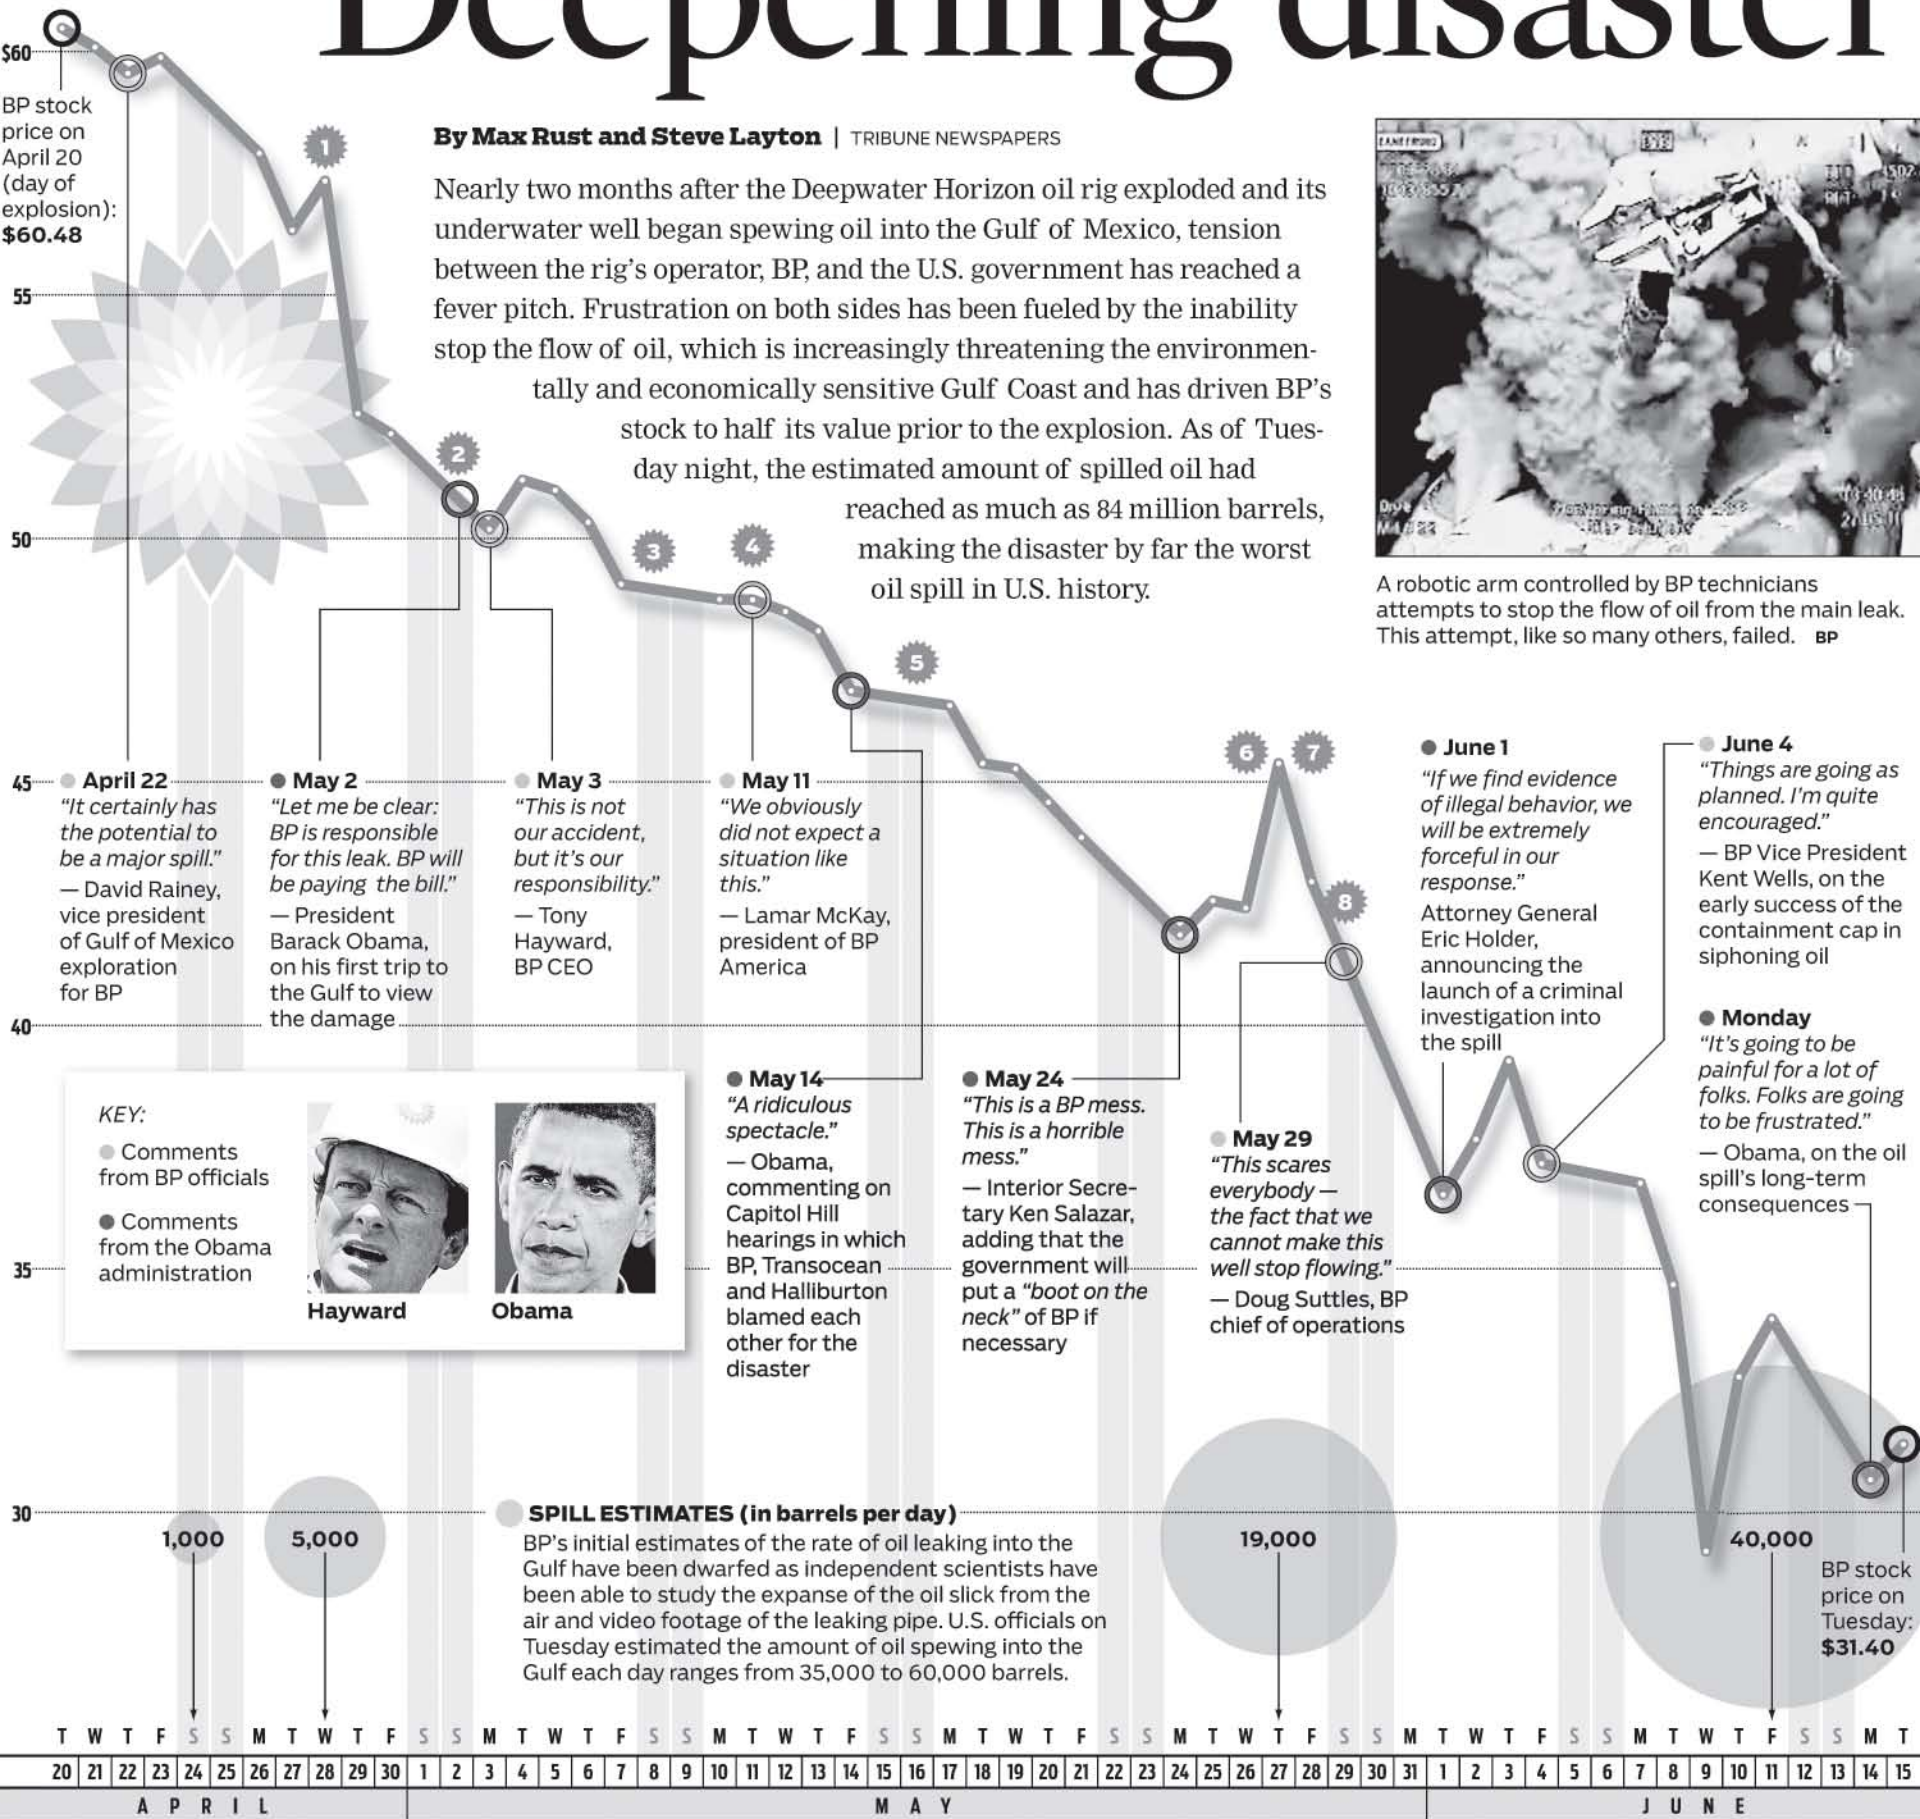 Deepening disaster
$60
BP stock
price on
April 20
(day of
explosion):
$60.48
1
By Max Rust and Steve Layton | TRIBUNE NEWSPAPERS
Nearly two months after the Deepwater Horizon oil rig exploded and its
underwater well began spewing oil into the Gulf of Mexico, tension
between the rig's operator, BP, and the U.S. government has reached a
fever pitch. Frustration on both sides has been fueled by the inability
stop the flow of oil, which is increasingly threatening the environmen-
tally and economically sensitive Gulf Coast and has driven BP's
stock to half its value prior to the explosion. As of Tues-
day night, the estimated amount of spilled oil had
reached as much as 84 million barrels,
making the disaster by far the worst
oil spill in U.S. history.
A robotic arm controlled by BP technicians
attempts to stop the flow of oil from the main leak.
This attempt, like so many others, failed. BP
55
2
50
3
4
5
6
7
8
45
April 22
"It certainly has
the potential to
be a major spill."
— David Rainey,
vice president
of Gulf of Mexico
exploration
for BP
May 2
"Let me be clear:
BP is responsible
for this leak. BP will
be paying the bill."
— President
Barack Obama,
on his first trip to
the Gulf to view
the damage
May 3
"This is not
our accident,
but it's our
responsibility."
— Tony
Hayward,
BP CEO
May 11
"We obviously
did not expect a
situation like
this."
— Lamar McKay,
president of BP
America
June 1
"If we find evidence
of illegal behavior, we
will be extremely
forceful in our
response."
Attorney General
Eric Holder,
announcing the
launch of a criminal
investigation into
the spill
June 4
"Things are going as
planned. I'm quite
encouraged."
— BP Vice President
Kent Wells, on the
early success of the
containment cap in
siphoning oil
40
Monday
"It's going to be
painful for a lot of
folks. Folks are going
to be frustrated."
— Obama, on the oil
spill's long-term
consequences
KEY:
Comments
from BP officials
Comments
from the Obama
administration
Hayward
Obama
May 14
"A ridiculous
spectacle."
— Obama,
commenting on
Capitol Hill
hearings in which
BP, Transocean
and Halliburton
blamed each
other for the
disaster
May 24
"This is a BP mess.
This is a horrible
mess."
— Interior Secre-
tary Ken Salazar,
adding that the
government will
put a "boot on the
neck" of BP if
necessary
May 29
"This scares
everybody —
the fact that we
cannot make this
well stop flowing."
— Doug Suttles, BP
chief of operations
35
30
1,000
5,000
SPILL ESTIMATES (in barrels per day)
BP's initial estimates of the rate of oil leaking into the
Gulf have been dwarfed as independent scientists have
been able to study the expanse of the oil slick from the
air and video footage of the leaking pipe. U.S. officials on
Tuesday estimated the amount of oil spewing into the
Gulf each day ranges from 35,000 to 60,000 barrels.
19,000
40,000
BP stock
price on
Tuesday:
$31.40
T W T F S S M T W T F S S M T W T F S S M T W T F S S M T W T F S S M T W T F S S M T W T F S S M T W T F S S M T
20 21 22 23 24 25 26 27 28 29 30 1 2 3 4 5 6 7 8 9 10 11 12 13 14 15 16 17 18 19 20 21 22 23 24 25 26 27 28 29 30 31 1 2 3 4 5 6 7 8 9 10 11 12 13 14 15
APRIL MAY JUNE